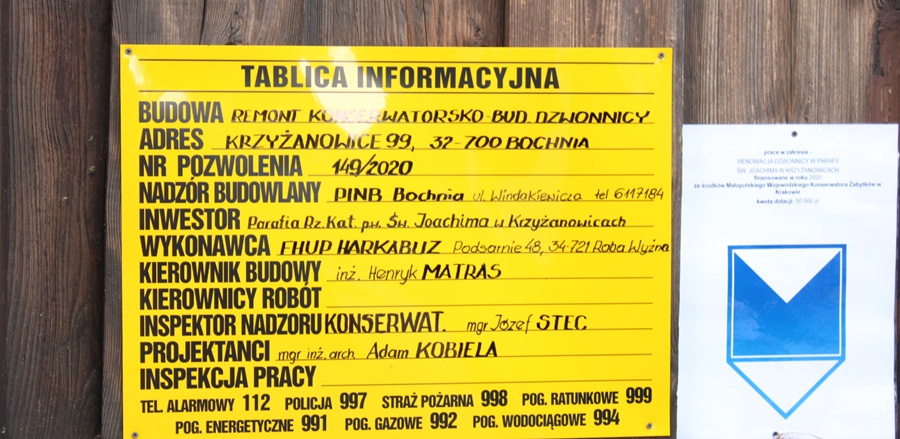 TABLICA INFORMACYJNA
BUDOWA REMONT KONSERWATORSKO-BUD. DZWONNICY
ADRES KRZYŻANOWICE 99, 32-700 BOCHNIA
NR POZWOLENIA 149/2020
NADZÓR BUDOWLANY PINB Bochnia ul. Windakiewicza tel 6117184
INWESTOR Parafia Rz. Kat. pw. Św. Joachima w Krzyżanowicach
WYKONAWCA FHUP HARKABUZ Podsarnie 48, 34-721 Raba Wyżna
KIEROWNIK BUDOWY inż. Henryk MATRAS
KIEROWNICY ROBÓT
INSPEKTOR NADZORU KONSERWAT. mgr Józef STEC
PROJEKTANCI mgr inż. arch. Adam KOBIELA
INSPEKCJA PRACY
TEL. ALARMOWY 112 POLICJA 997 STRAŻ POŻARNA 998 POG. RATUNKOWE 999
POG. ENERGETYCZNE 991 POG. GAZOWE 992 POG. WODOCIĄGOWE 994
prace w zakresie -
RENOWACJA DZWONNICY W PARAFII
ŚW. JOACHIMA W KRZYŻANOWICACH
finansowane w roku 2020
ze środków Małopolskiego Wojewódzkiego Konserwatora Zabytków w
Krakowie
kwota dotacji: 50 000 zł